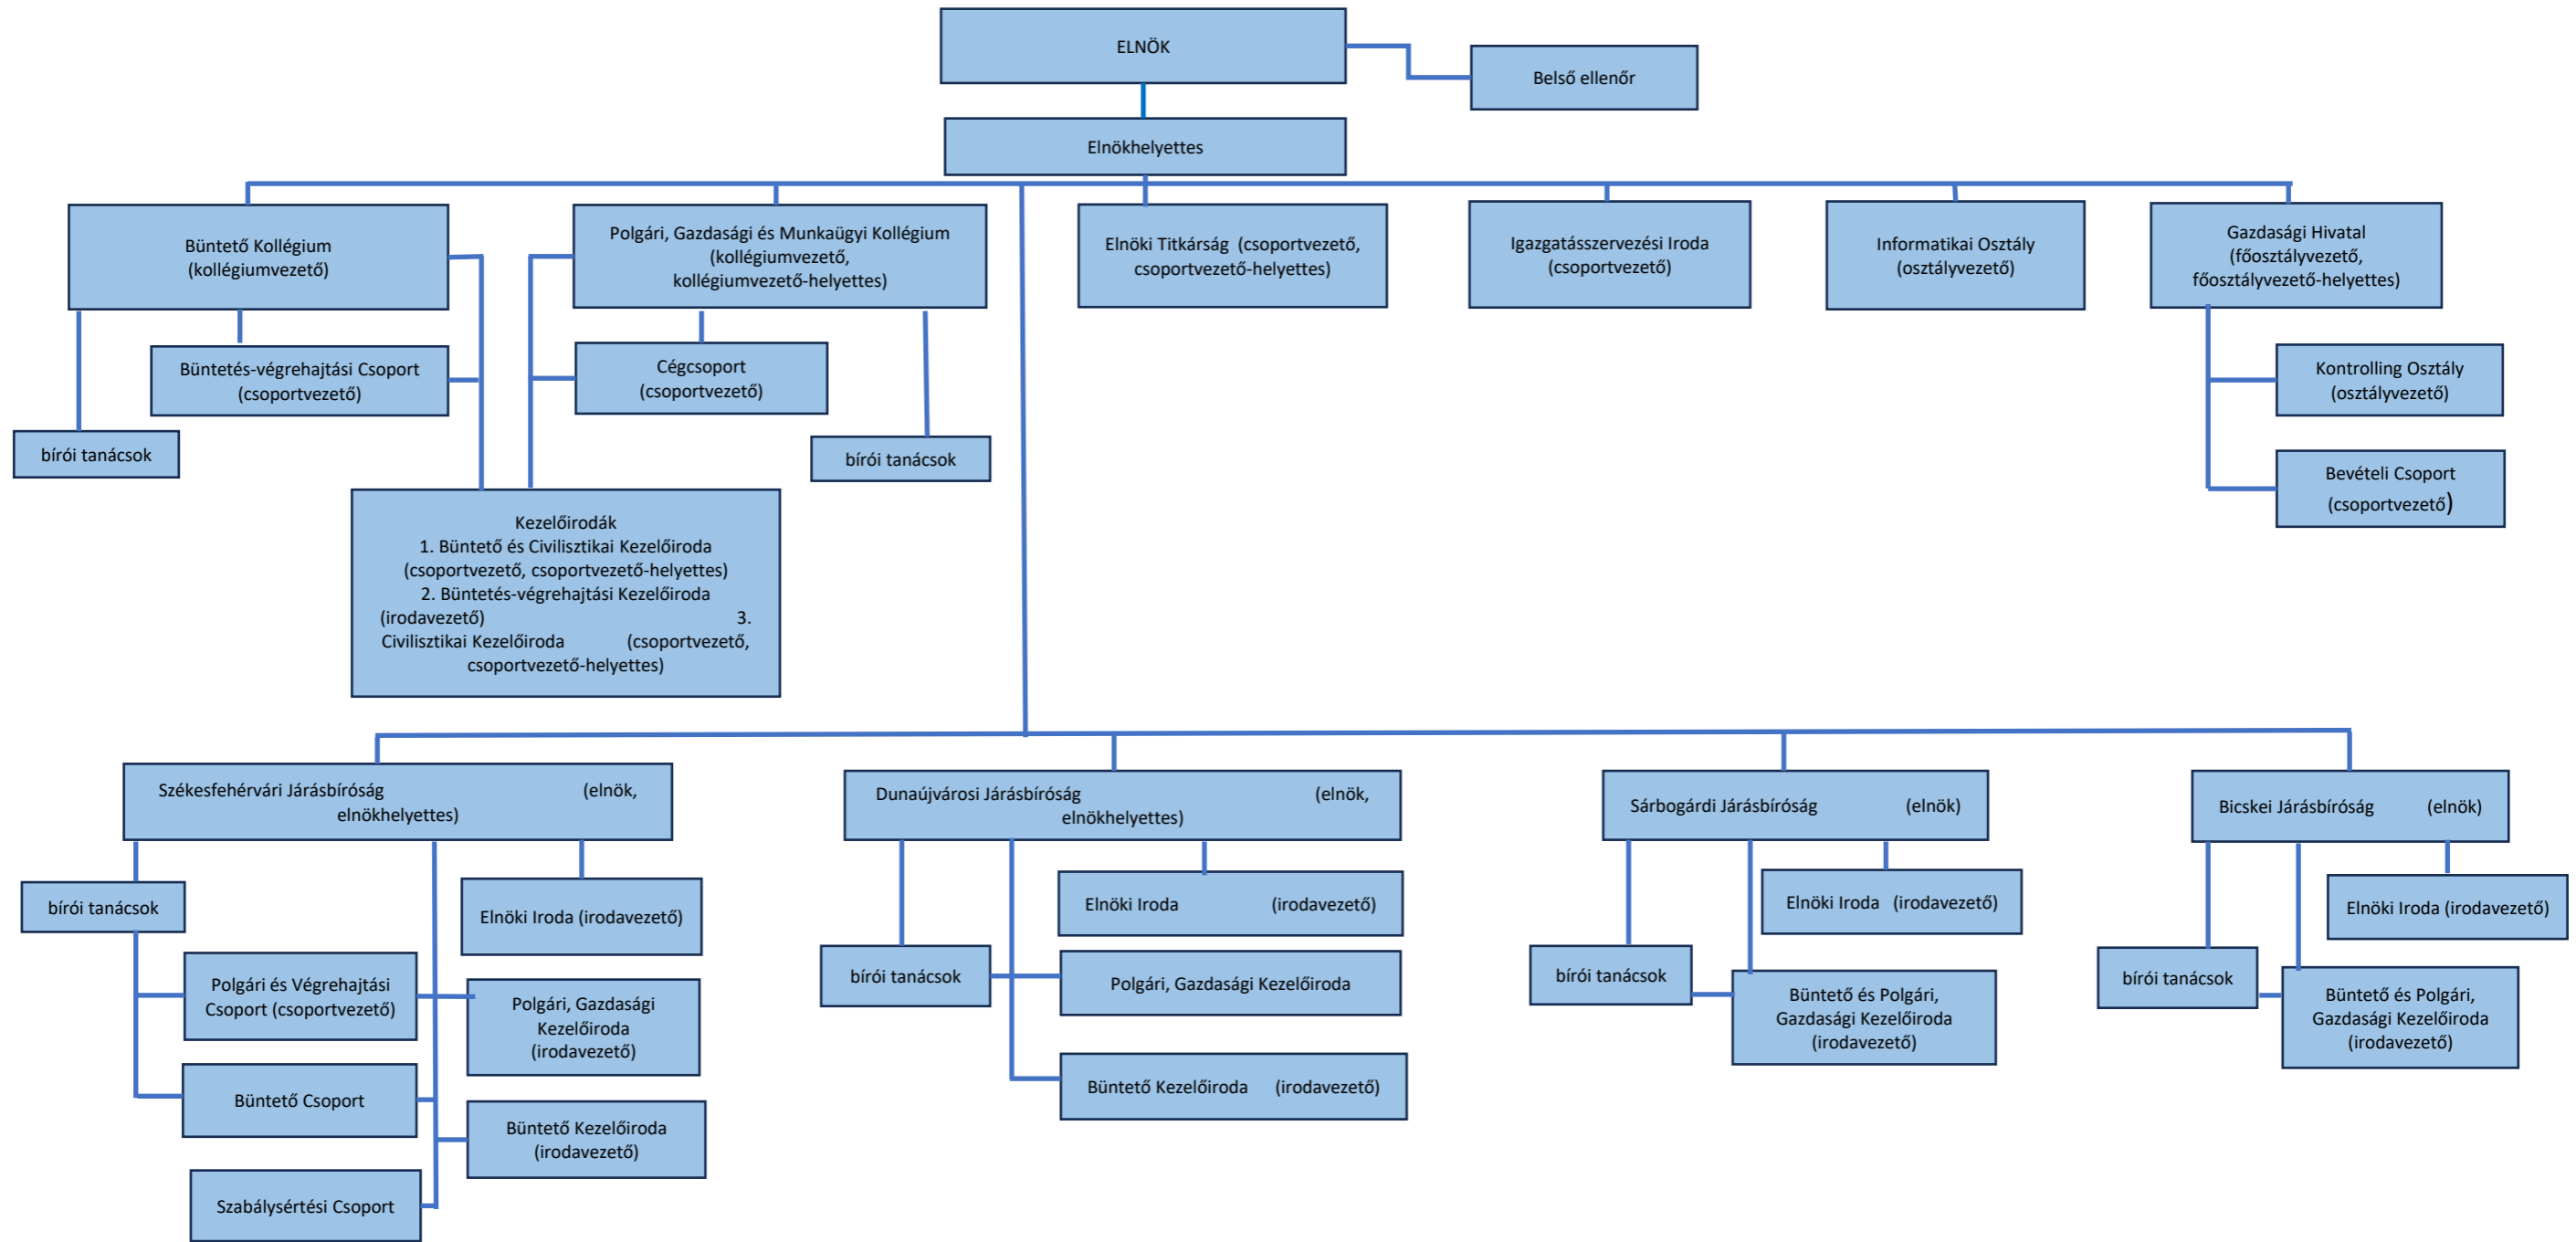 ELNÖK
Belső ellenőr
Elnökhelyettes
Büntető Kollégium
(kollégiumvezető)
Polgári, Gazdasági és Munkaügyi Kollégium
(kollégiumvezető,
kollégiumvezető-helyettes)
Elnöki Titkárság (csoportvezető,
csoportvezető-helyettes)
Igazgatásszervezési Iroda
(csoportvezető)
Informatikai Osztály
(osztályvezető)
Gazdasági Hivatal
(főosztályvezető,
főosztályvezető-helyettes)
Büntetés-végrehajtási Csoport
(csoportvezető)
Cégcsoport
(csoportvezető)
Kontrolling Osztály
(osztályvezető)
bírói tanácsok
bírói tanácsok
Bevételi Csoport
(csoportvezető)
Kezelőirodák
1. Büntető és Civilisztikai Kezelőiroda
(csoportvezető, csoportvezető-helyettes)
2. Büntetés-végrehajtási Kezelőiroda
(irodavezető) 3.
Civilisztikai Kezelőiroda (csoportvezető,
csoportvezető-helyettes)
Székesfehérvári Járásbíróság (elnök,
elnökhelyettes)
Dunaújvárosi Járásbíróság (elnök,
elnökhelyettes)
Sárbogárdi Járásbíróság (elnök)
Bicskei Járásbíróság (elnök)
bírói tanácsok
Elnöki Iroda (irodavezető)
Polgári és Végrehajtási
Csoport (csoportvezető)
Polgári, Gazdasági
Kezelőiroda
(irodavezető)
Büntető Csoport
Büntető Kezelőiroda
(irodavezető)
Szabálysértési Csoport
Elnöki Iroda (irodavezető)
bírói tanácsok
Polgári, Gazdasági Kezelőiroda
Büntető Kezelőiroda (irodavezető)
Elnöki Iroda (irodavezető)
bírói tanácsok
Büntető és Polgári,
Gazdasági Kezelőiroda
(irodavezető)
Elnöki Iroda (irodavezető)
bírói tanácsok
Büntető és Polgári,
Gazdasági Kezelőiroda
(irodavezető)